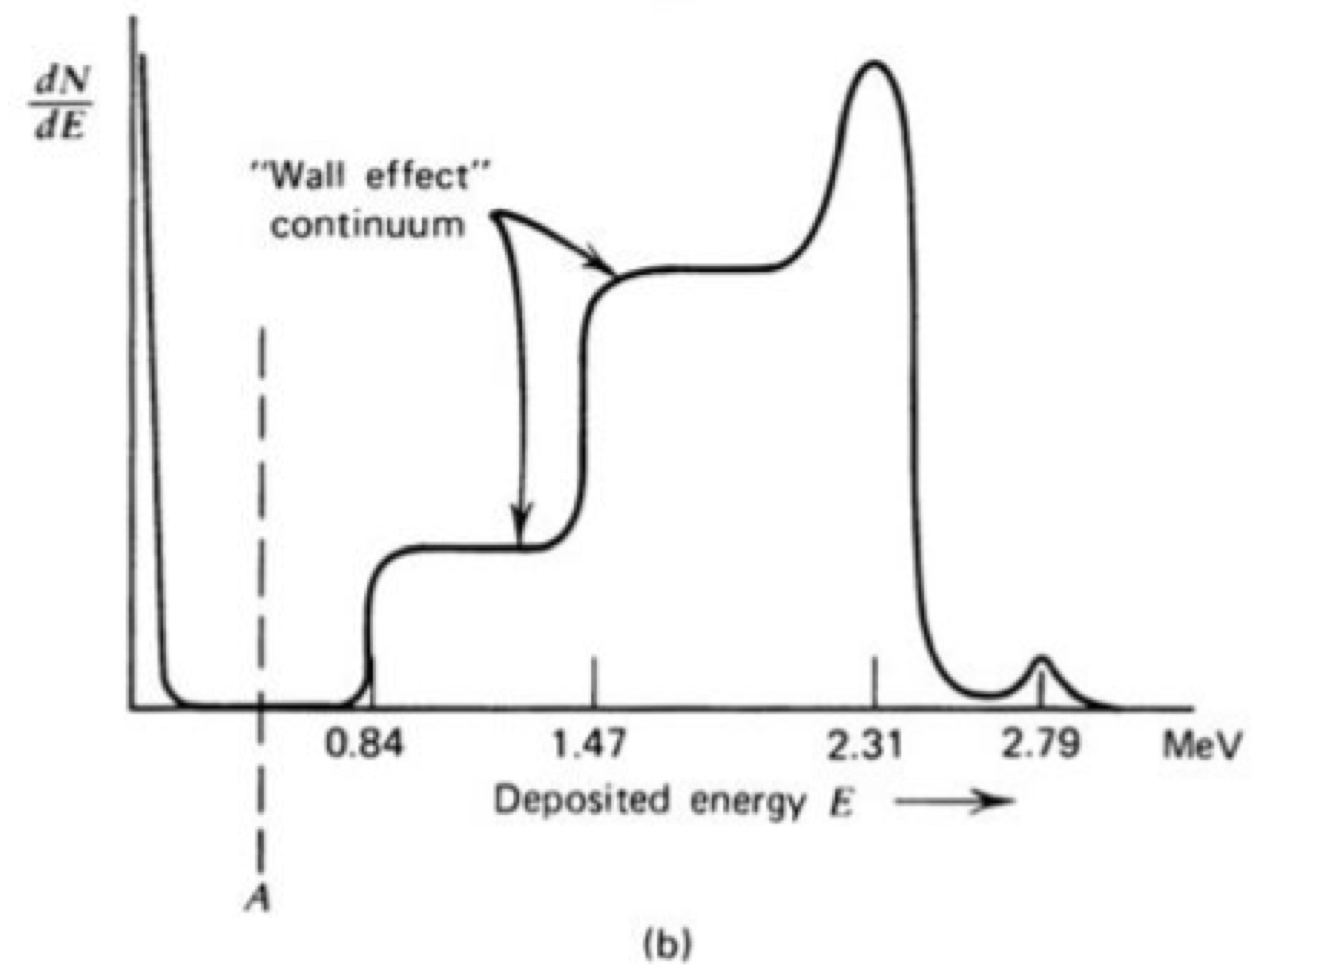 dN
dE
"Wall effect"
continuum
0.84 1.47 2.31 2.79 MeV
Deposited energy E
A
(b)